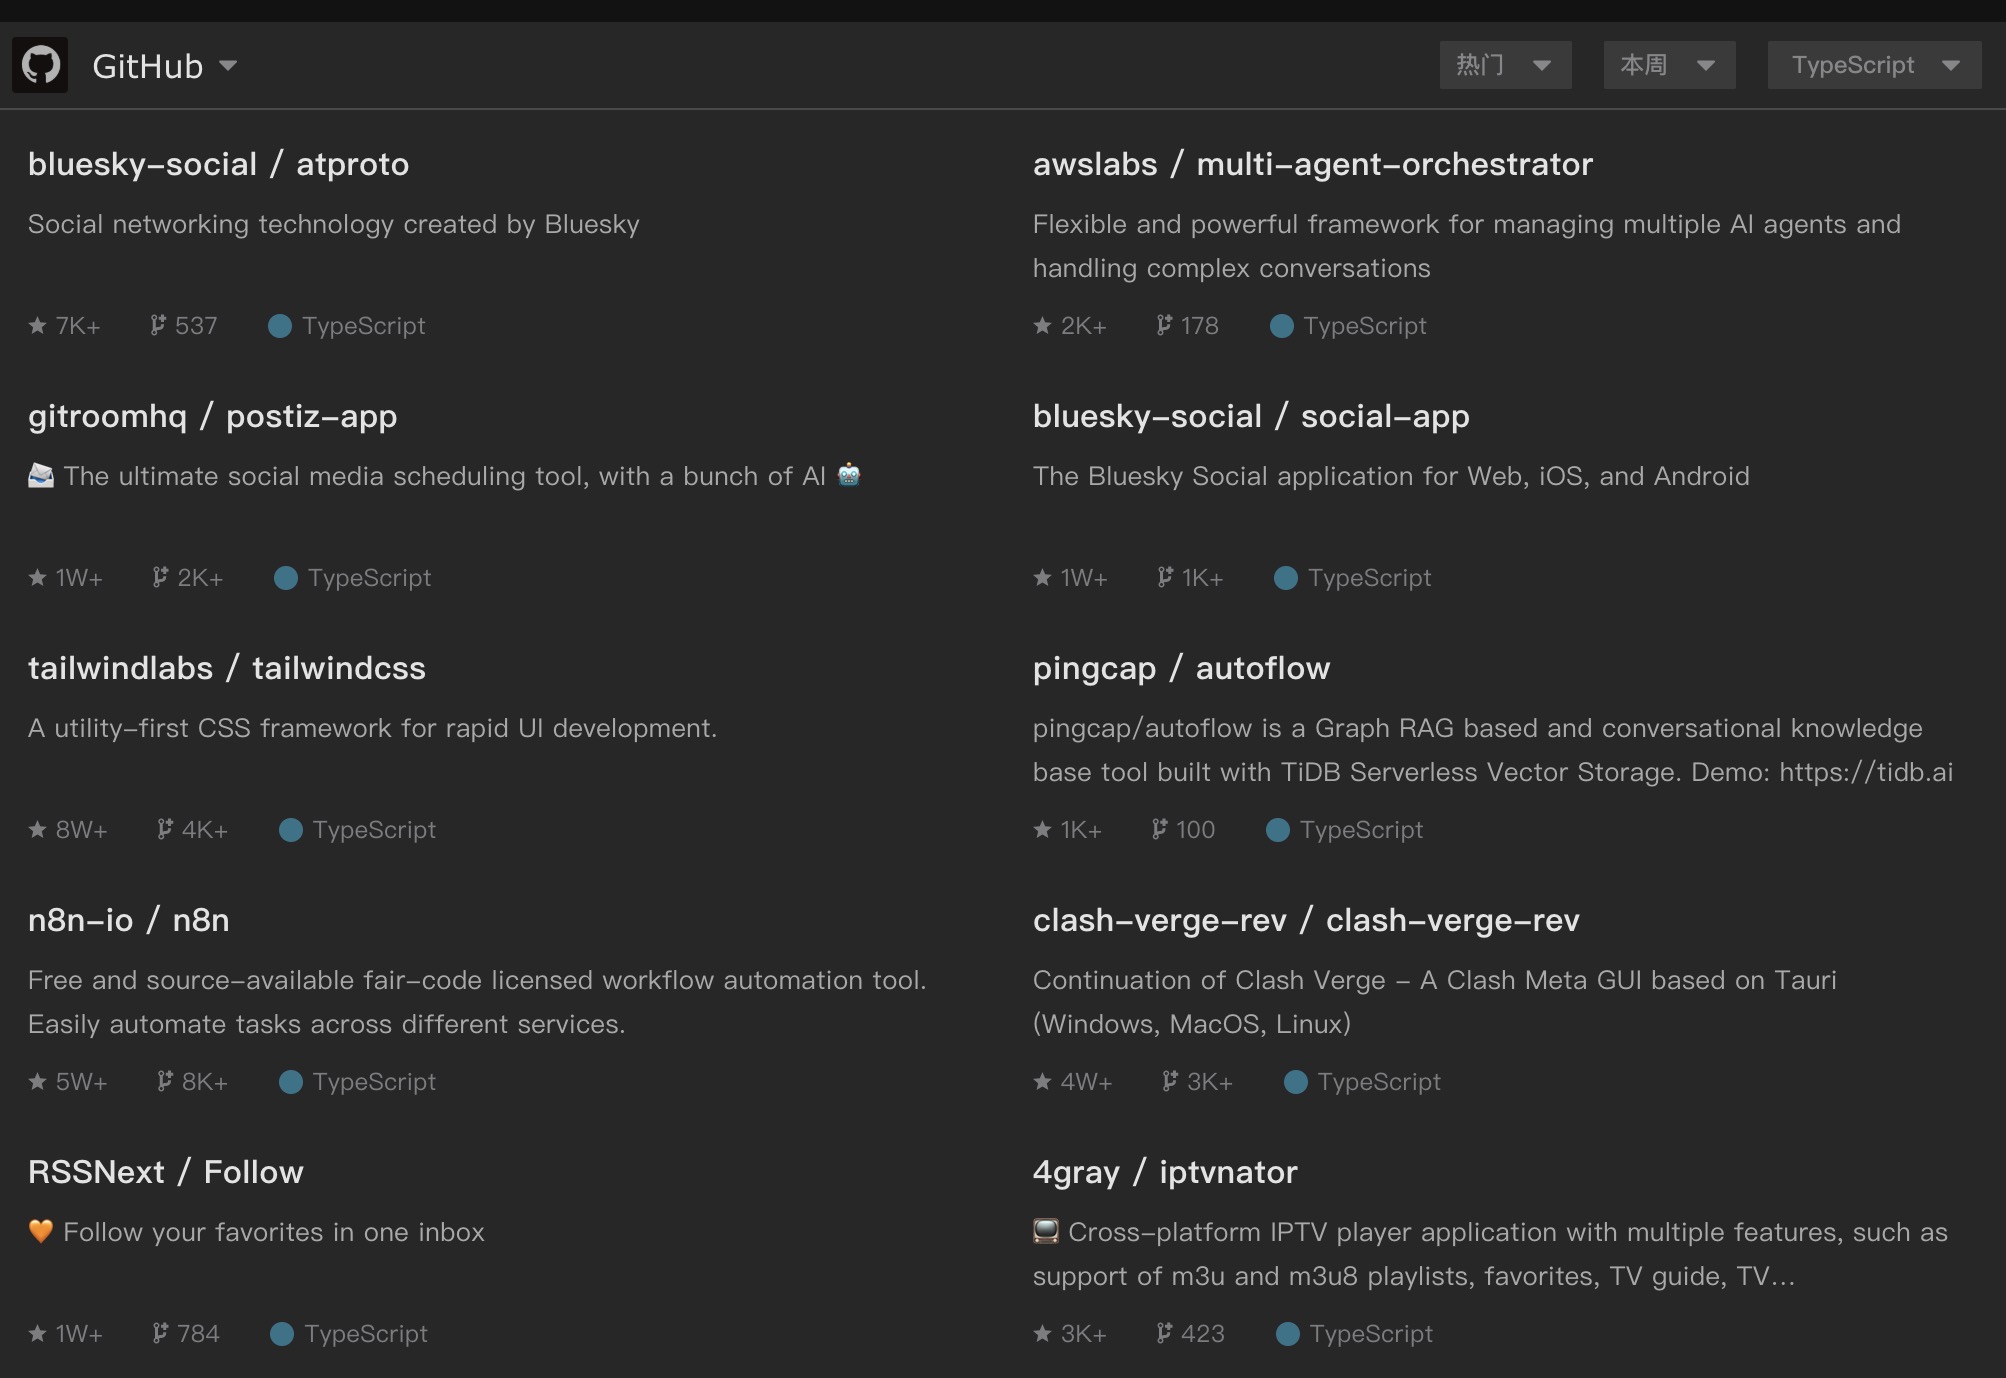 GitHub
热门
本周
TypeScript
bluesky-social / atproto
Social networking technology created by Bluesky
7K+ 537 TypeScript
awslabs / multi-agent-orchestrator
Flexible and powerful framework for managing multiple AI agents and
handling complex conversations
2K+ 178 TypeScript
gitroomhq / postiz-app
📨 The ultimate social media scheduling tool, with a bunch of AI 🤖
1W+ 2K+ TypeScript
bluesky-social / social-app
The Bluesky Social application for Web, iOS, and Android
1W+ 1K+ TypeScript
tailwindlabs / tailwindcss
A utility-first CSS framework for rapid UI development.
8W+ 4K+ TypeScript
pingcap / autoflow
pingcap/autoflow is a Graph RAG based and conversational knowledge
base tool built with TiDB Serverless Vector Storage. Demo: https://tidb.ai
1K+ 100 TypeScript
n8n-io / n8n
Free and source-available fair-code licensed workflow automation tool.
Easily automate tasks across different services.
5W+ 8K+ TypeScript
clash-verge-rev / clash-verge-rev
Continuation of Clash Verge - A Clash Meta GUI based on Tauri
(Windows, MacOS, Linux)
4W+ 3K+ TypeScript
RSSNext / Follow
🧡 Follow your favorites in one inbox
1W+ 784 TypeScript
4gray / iptvnator
📺 Cross-platform IPTV player application with multiple features, such as
support of m3u and m3u8 playlists, favorites, TV guide, TV...
3K+ 423 TypeScript